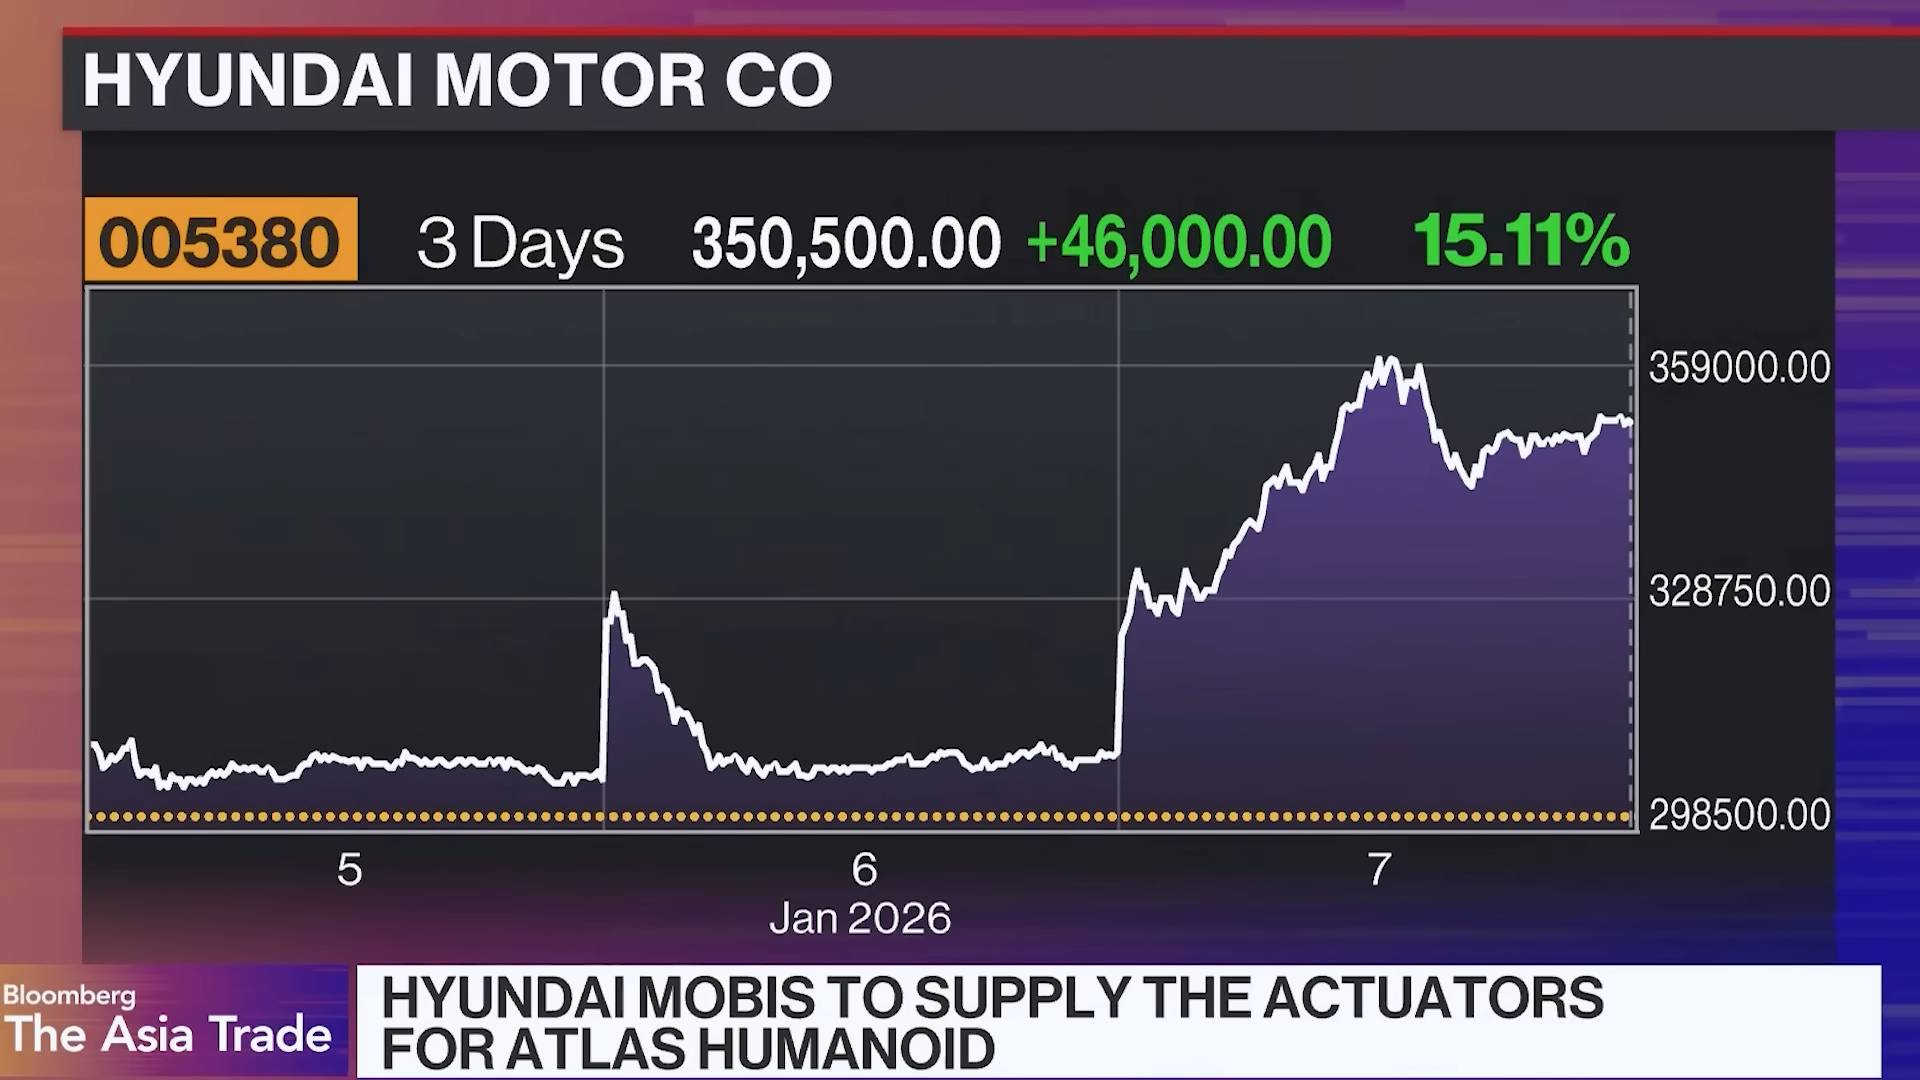 HYUNDAI MOTOR CO
005380 3 Days 350,500.00 +46,000.00 15.11%
359000.00
328750.00
298500.00
5 6 7
Jan 2026
Bloomberg
The Asia Trade
HYUNDAI MOBIS TO SUPPLY THE ACTUATORS
FOR ATLAS HUMANOID